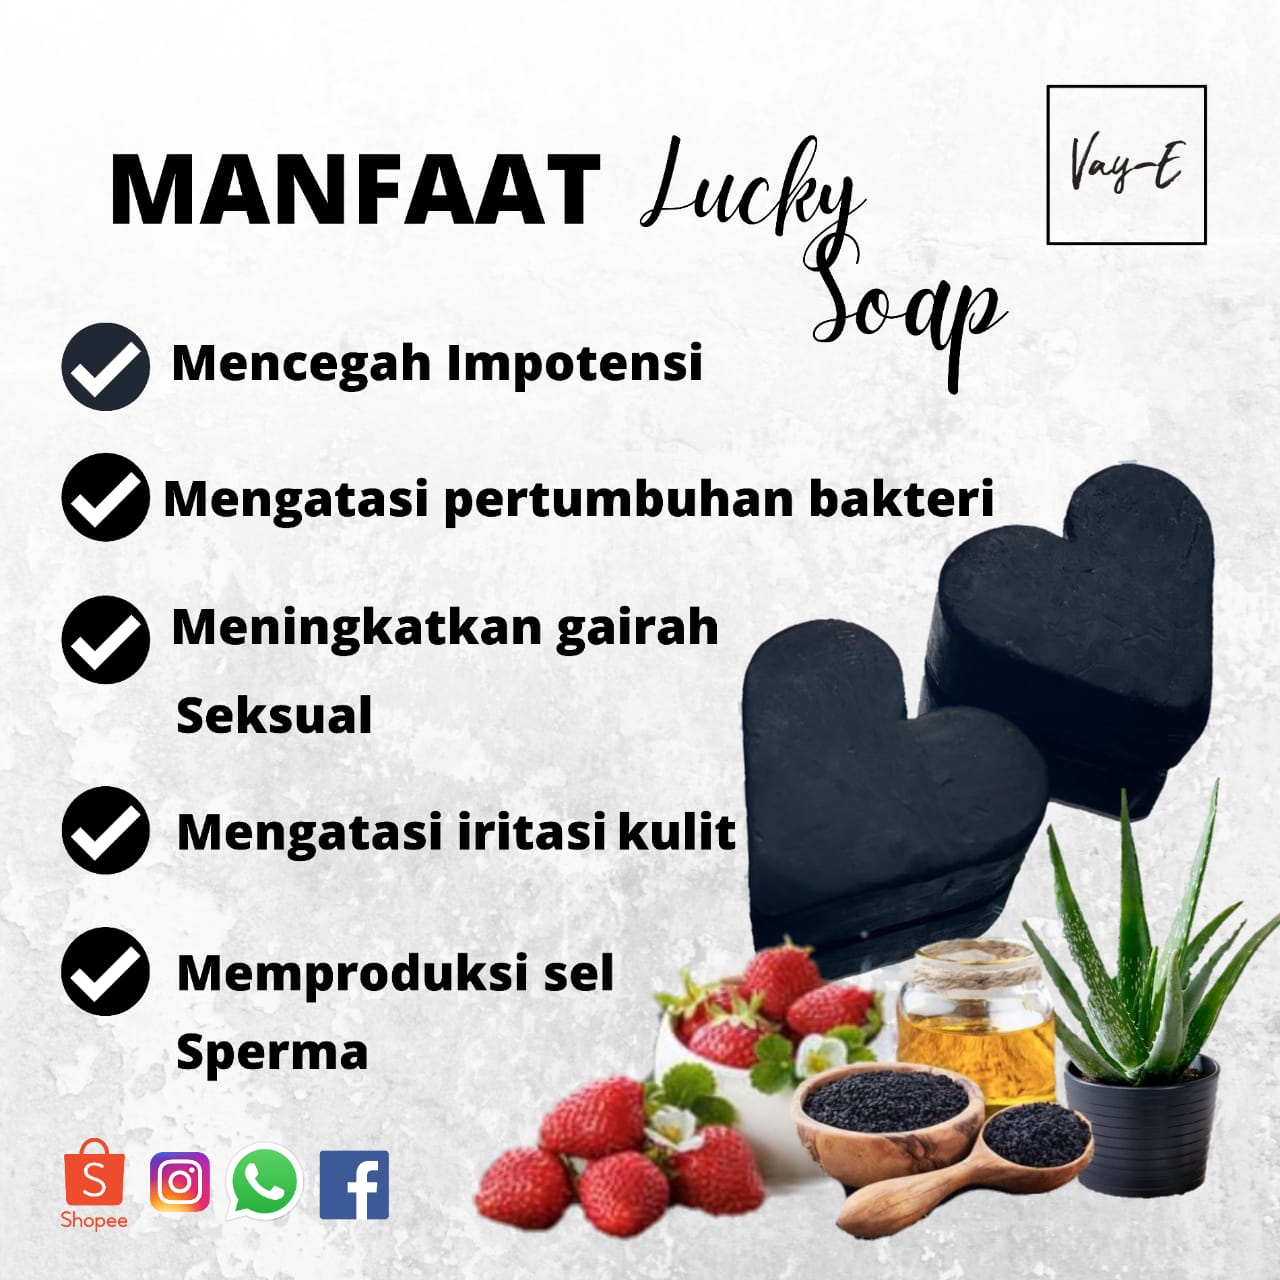 MANFAAT Lucky
Soap
Vay-E
Mencegah Impotensi
Mengatasi pertumbuhan bakteri
Meningkatkan gairah
Seksual
Mengatasi iritasi kulit
Memproduksi sel
Sperma
S
Shopee